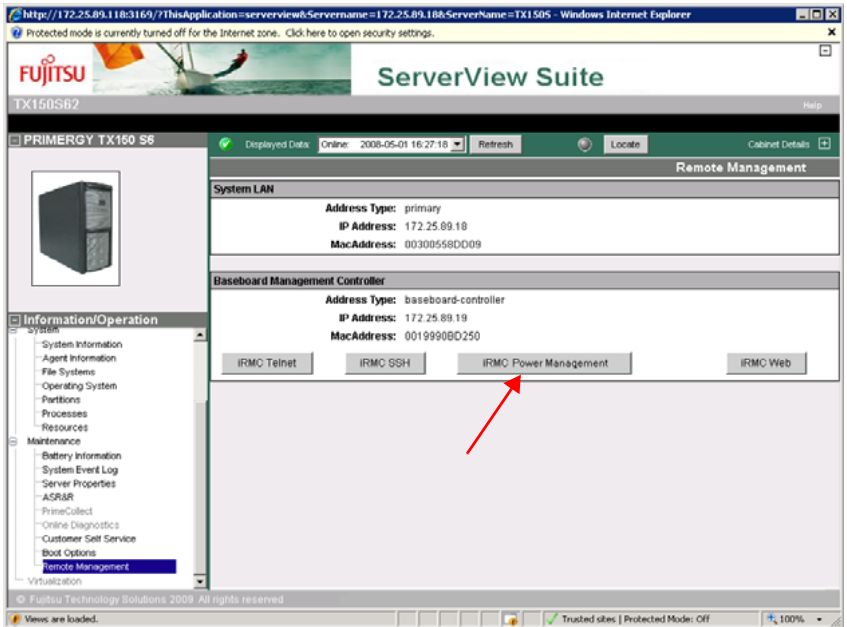 http://172.25.89.118:3169/?ThisApplication=serverview&Servername=172.25.89.18&ServerName=TX150S - Windows Internet Explorer
Protected mode is currently turned off for the Internet zone. Click here to open security settings.
FUJITSU
ServerView Suite
TX150S62 Help
PRIMERGY TX150 S6
Displayed Data: Online: 2008-05-01 16:27:18 Refresh Locate Cabinet Details
Remote Management
System LAN
Address Type: primary
IP Address: 172.25.89.18
MacAddress: 00300558DD09
Baseboard Management Controller
Address Type: baseboard-controller
IP Address: 172.25.89.19
MacAddress: 0019990BD250
iRMC Telnet iRMC SSH iRMC Power Management iRMC Web
Information/Operation
System
System Information
Agent Information
File Systems
Operating System
Partitions
Processes
Resources
Maintenance
Battery Information
System Event Log
Server Properties
ASR&R
PrimeCollect
Online Diagnostics
Customer Self Service
Boot Options
Remote Management
Virtualization
© Fujitsu Technology Solutions 2009 All rights reserved
Views are loaded. Trusted sites | Protected Mode: Off 100%